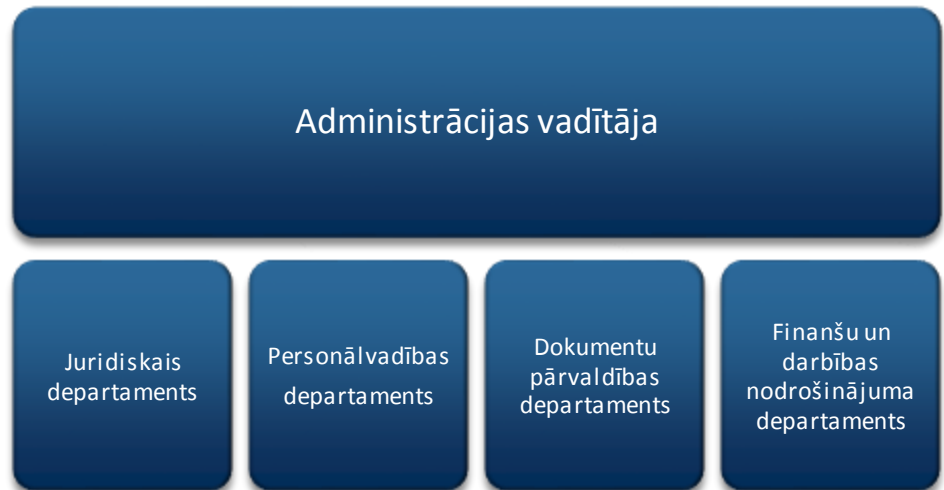 Administrācijas vadītāja
Juridiskais
departaments
Personālvadības
departaments
Dokumentu
pārvaldības
departaments
Finanšu un
darbības
nodrošinājuma
departaments